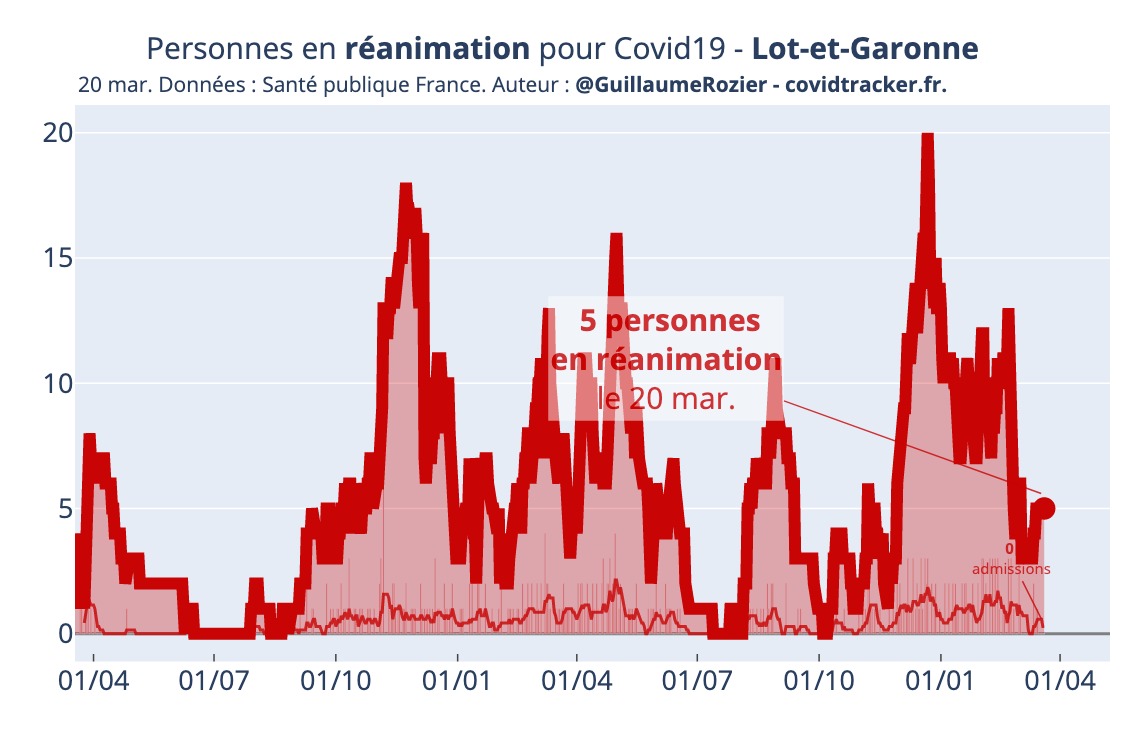 Personnes en réanimation pour Covid19 - Lot-et-Garonne
20 mar. Données : Santé publique France. Auteur : @GuillaumeRozier - covidtracker.fr.
20
15
10
5
0
5 personnes
en réanimation
le 20 mar.
0
admissions
01/04 01/07 01/10 01/01 01/04 01/07 01/10 01/01 01/04